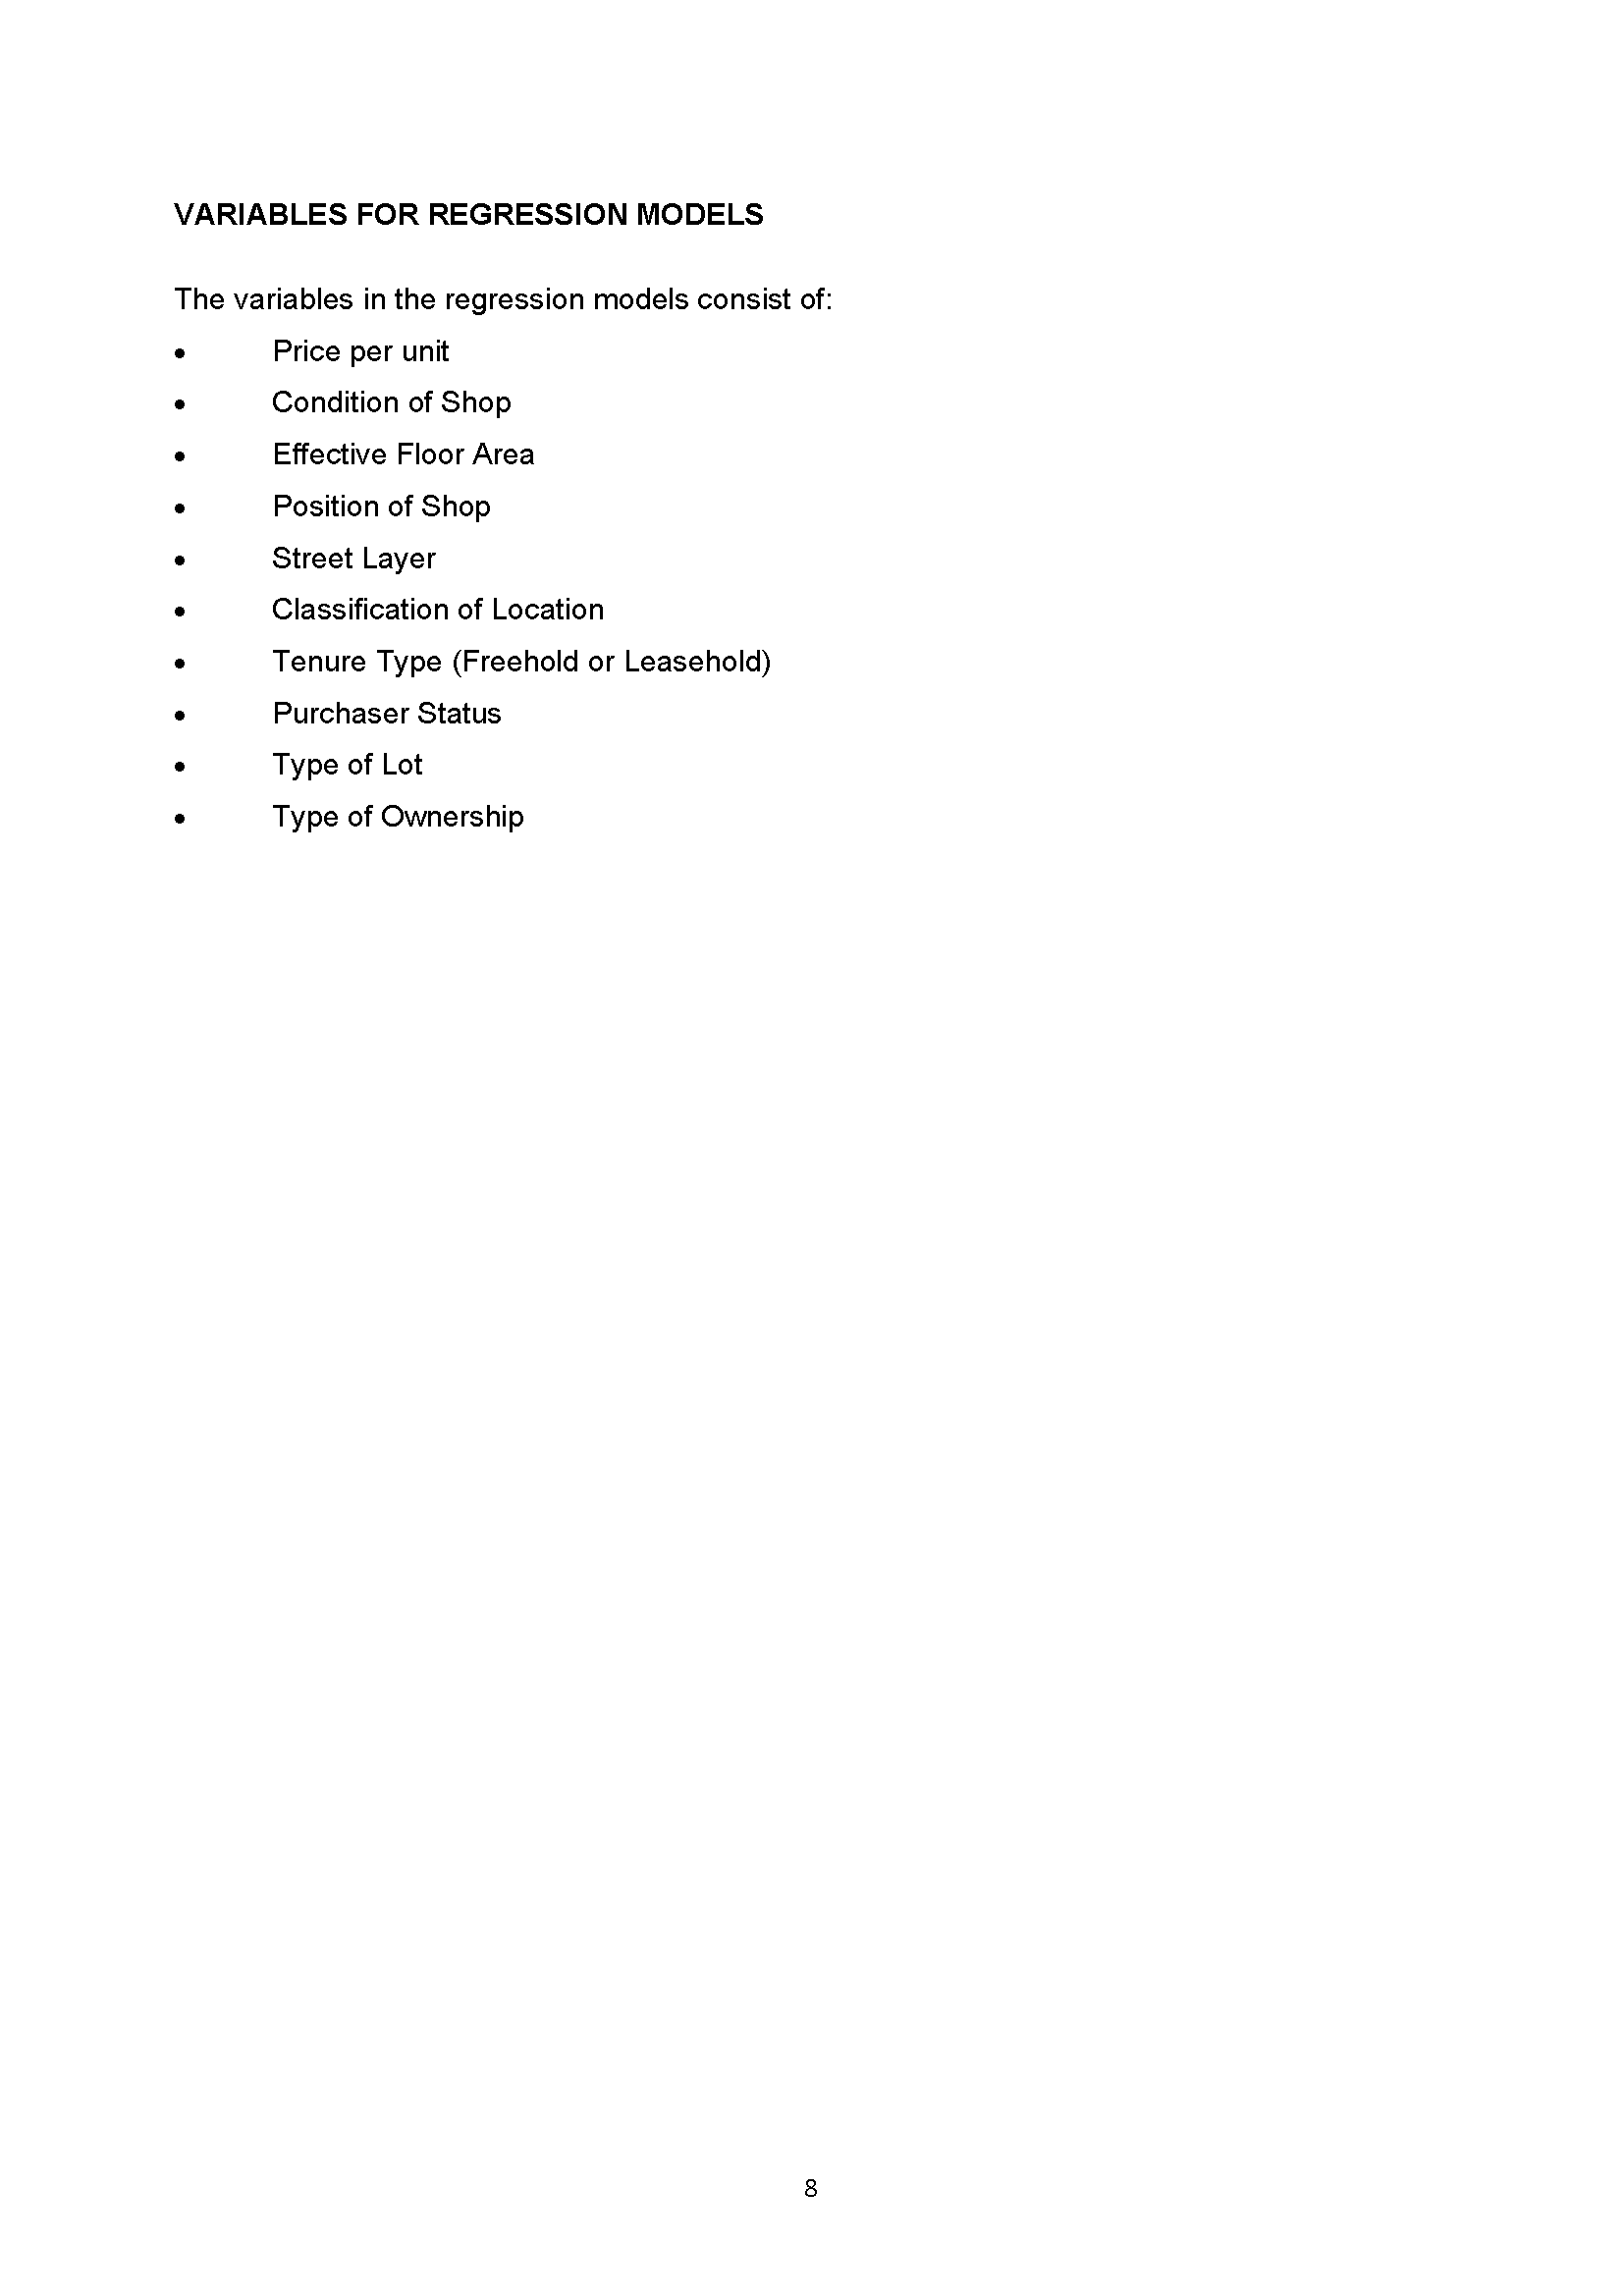 VARIABLES FOR REGRESSION MODELS
The variables in the regression models consist of:
• Price per unit
• Condition of Shop
• Effective Floor Area
• Position of Shop
• Street Layer
• Classification of Location
• Tenure Type (Freehold or Leasehold)
• Purchaser Status
• Type of Lot
• Type of Ownership
8